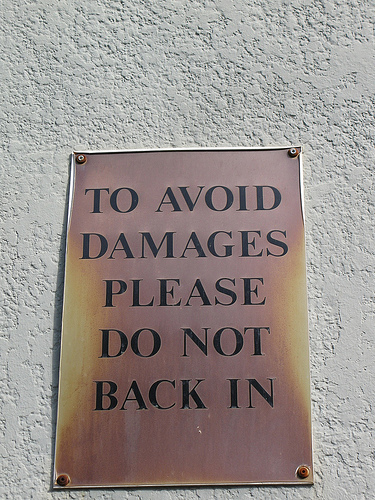 TO AVOID
DAMAGES
PLEASE
DO NOT
BACK IN